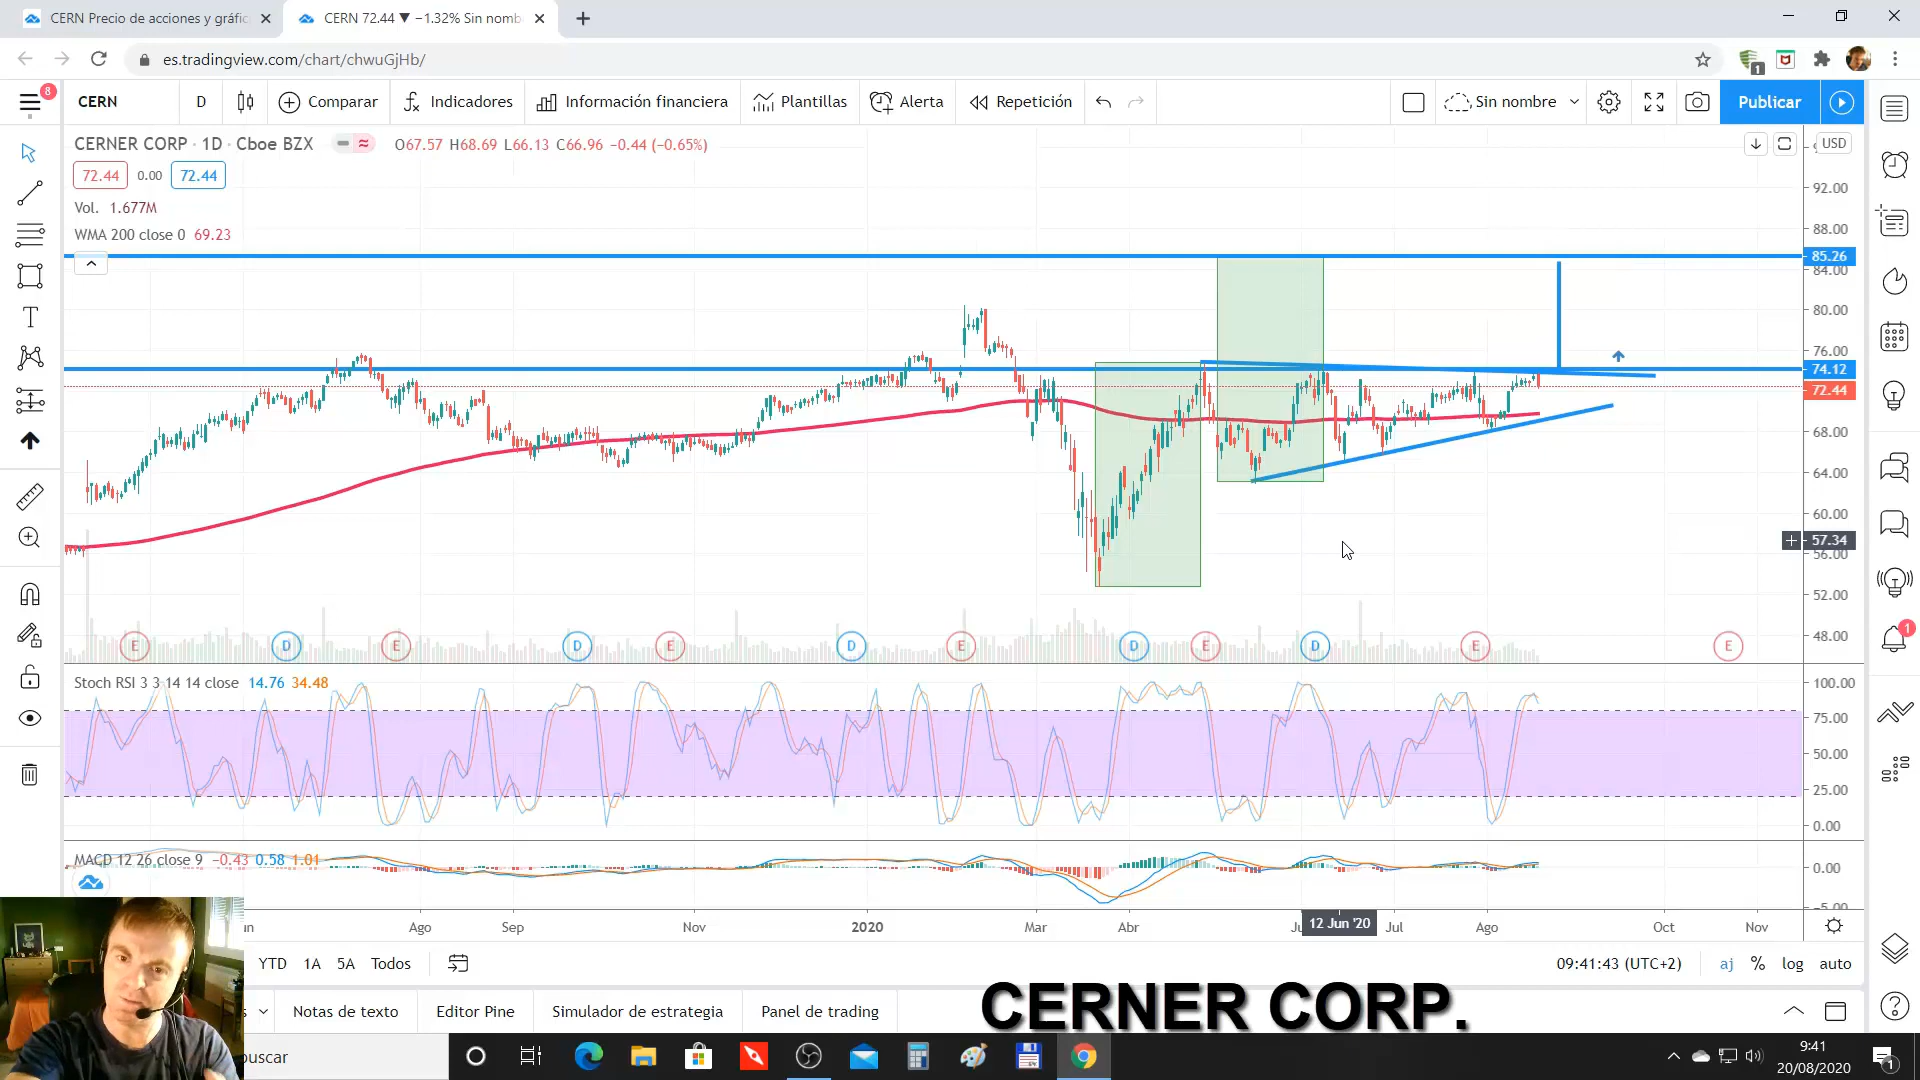 CERN Precio de acciones y gráfic
CERN 72.44 ▼ −1.32% Sin nomb
es.tradingview.com/chart/chwuGjHb/
1
8
CERN
D
Comparar
Indicadores
Información financiera
Plantillas
Alerta
Repetición
Sin nombre
Publicar
CERNER CORP · 1D · Cboe BZX
O67.57 H68.69 L66.13 C66.96 −0.44 (−0.65%)
USD
72.44
0.00
72.44
Vol. 1.677M
WMA 200 close 0 69.23
92.00
88.00
85.26
84.00
80.00
76.00
74.12
72.44
68.00
64.00
60.00
57.34
56.00
52.00
48.00
E D E D E D E D E D E E
1
Stoch RSI 3 3 14 14 close 14.76 34.48
100.00
75.00
50.00
25.00
0.00
MACD 12 26 close 9 −0.43 0.58 1.01
0.00
−5.00
Ago
Sep
Nov
2020
Mar
Abr
12 Jun '20
Jul
Ago
Oct
Nov
YTD
1A
5A
Todos
09:41:43 (UTC+2)
aj
%
log
auto
Notas de texto
Editor Pine
Simulador de estrategia
Panel de trading
CERNER CORP.
buscar
9:41
20/08/2020
1